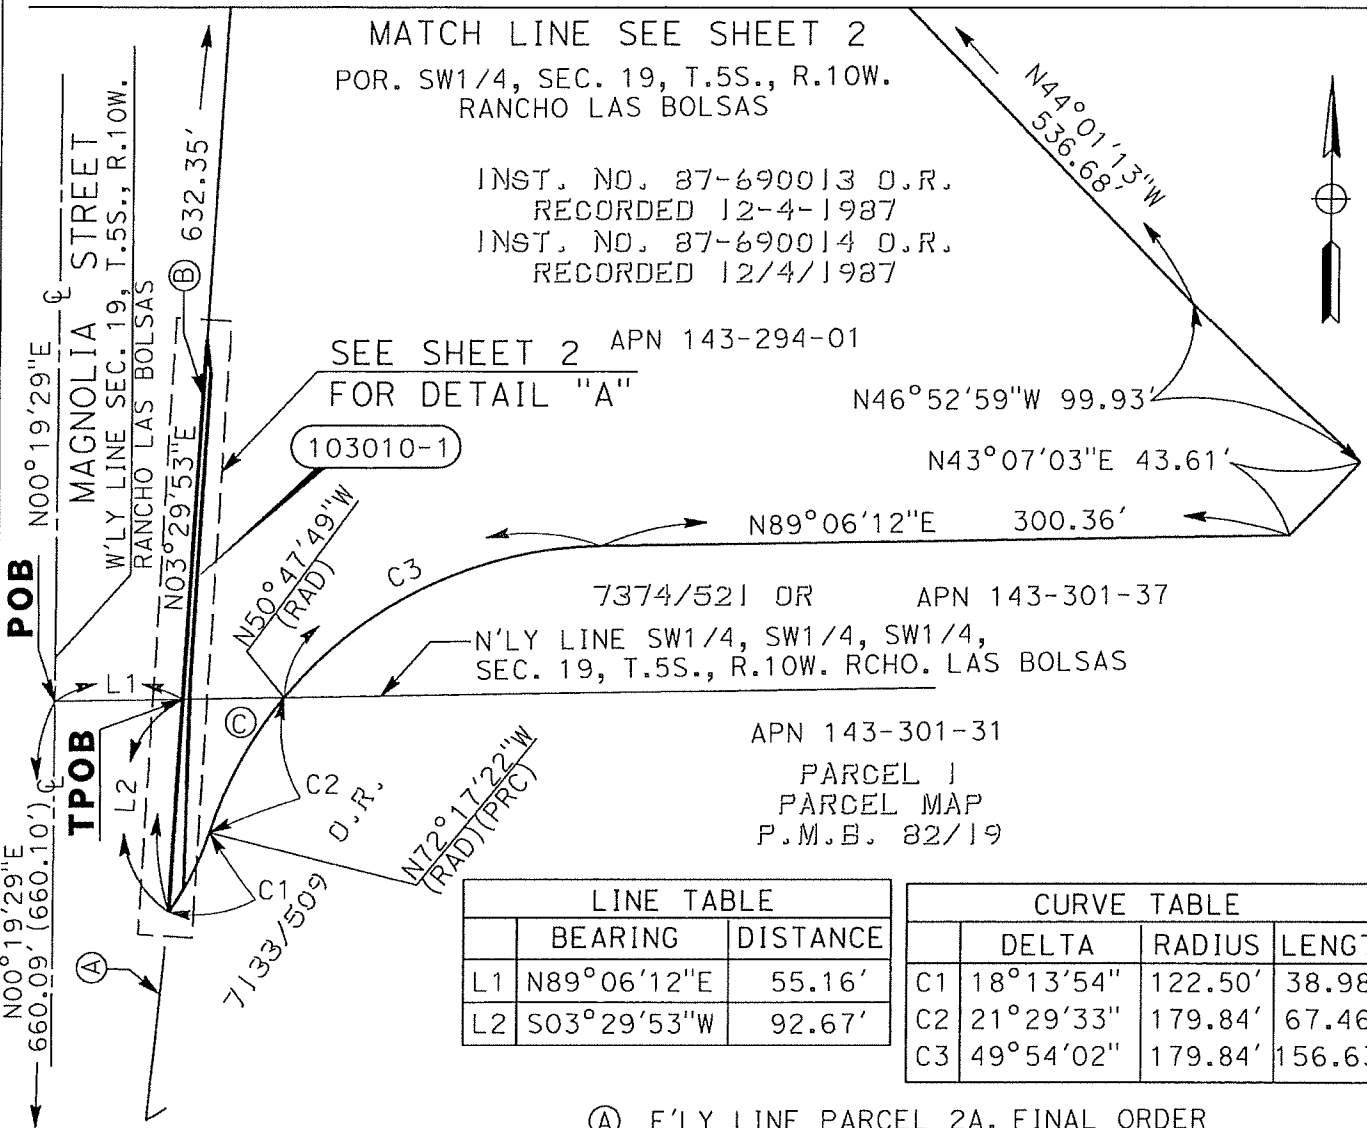 MATCH LINE SEE SHEET 2
POR. SW1/4, SEC. 19, T.5S., R.10W.
RANCHO LAS BOLSAS
INST. NO. 87-690013 O.R.
RECORDED 12-4-1987
INST. NO. 87-690014 O.R.
RECORDED 12/4/1987
APN 143-294-01
N44°01'13"W
536.68'
N00°19'29"E
℄
MAGNOLIA STREET
W'LY LINE SEC. 19, T.5S., R.10W.
RANCHO LAS BOLSAS
B 632.35'
N03°29'53"E
SEE SHEET 2
FOR DETAIL "A"
103010-1
N46°52'59"W 99.93'
N43°07'03"E 43.61'
N89°06'12"E 300.36'
N50°47'49"W
(RAD)
C3
7374/521 OR APN 143-301-37
N'LY LINE SW1/4, SW1/4, SW1/4,
SEC. 19, T.5S., R.10W. RCHO. LAS BOLSAS
POB
L1
TPOB
L2
C
C2
C1
7133/509 O.R.
N72°17'22"W
(RAD)(PRC)
APN 143-301-31
PARCEL 1
PARCEL MAP
P.M.B. 82/19
N00°19'29"E
660.09' (660.10') ℄
A
LINE TABLE
BEARING DISTANCE
L1 N89°06'12"E 55.16'
L2 S03°29'53"W 92.67'
CURVE TABLE
DELTA RADIUS LENGT
C1 18°13'54" 122.50' 38.98
C2 21°29'33" 179.84' 67.46
C3 49°54'02" 179.84' 156.63
A E'LY LINE PARCEL 2A, FINAL ORDER